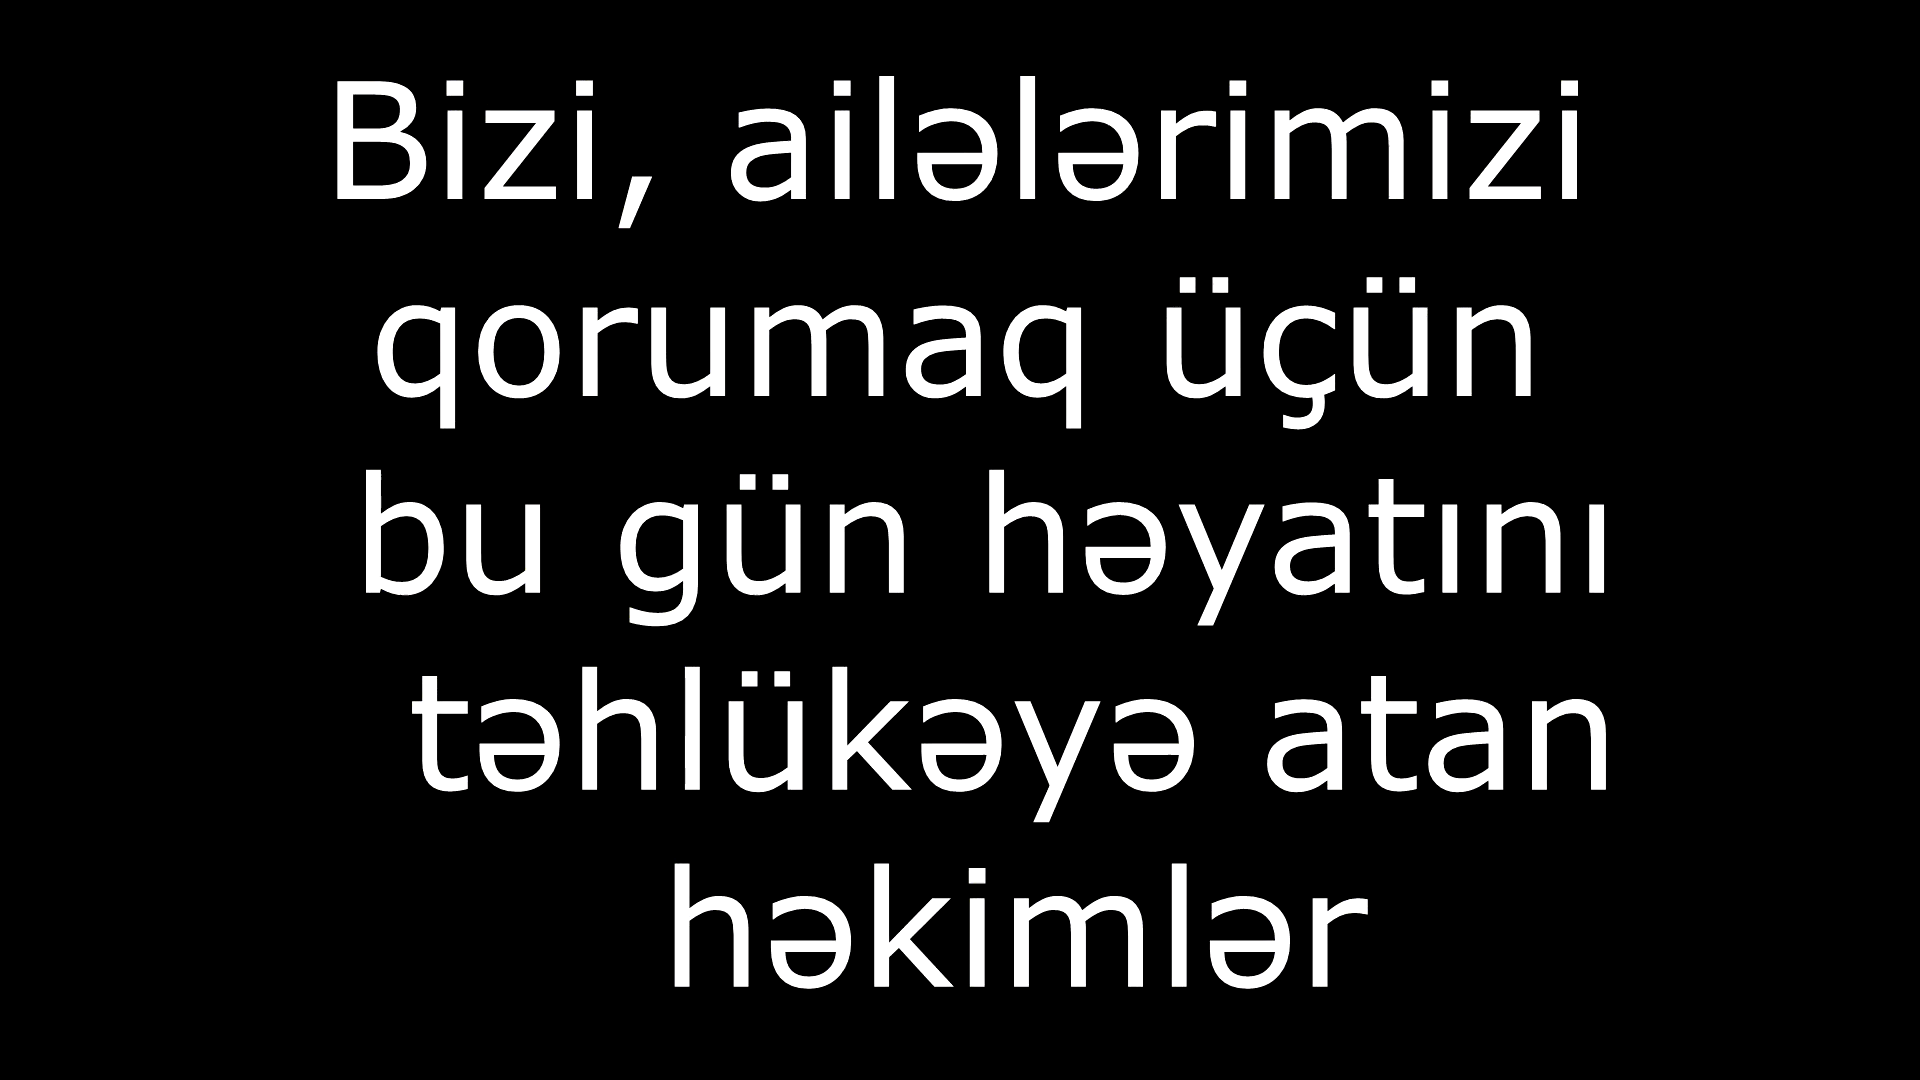 Bizi, ailələrimizi
qorumaq üçün
bu gün həyatını
təhlükəyə atan
həkimlər